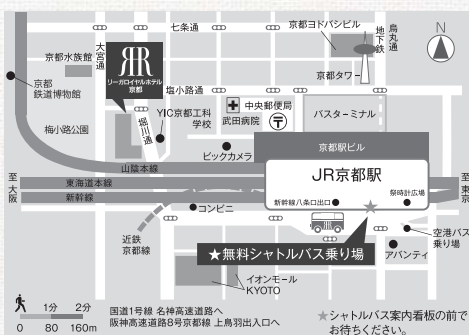 七条通
京都ヨドバシビル
地下鉄
烏丸通
N
京都水族館
大宮通
RR
リーガロイヤルホテル
京都
京都タワー
京都
鉄道博物館
塩小路通
YIC京都工科
学校
中央郵便局
武田病院
バスターミナル
梅小路公園
堀川通
京都駅ビル
ビックカメラ
山陰本線
JR京都駅
至大阪
東海道本線
新幹線
至東京
新幹線八条口出口
祭時計広場
コンビニ
近鉄
京都線
空港バス
乗り場
★無料シャトルバス乗り場
アバンティ
イオンモール
KYOTO
1分 2分
0 80 160m
国道1号線 名神高速道路へ
阪神高速道路8号京都線 上鳥羽出入口へ
★シャトルバス案内看板の前で
お待ちください。